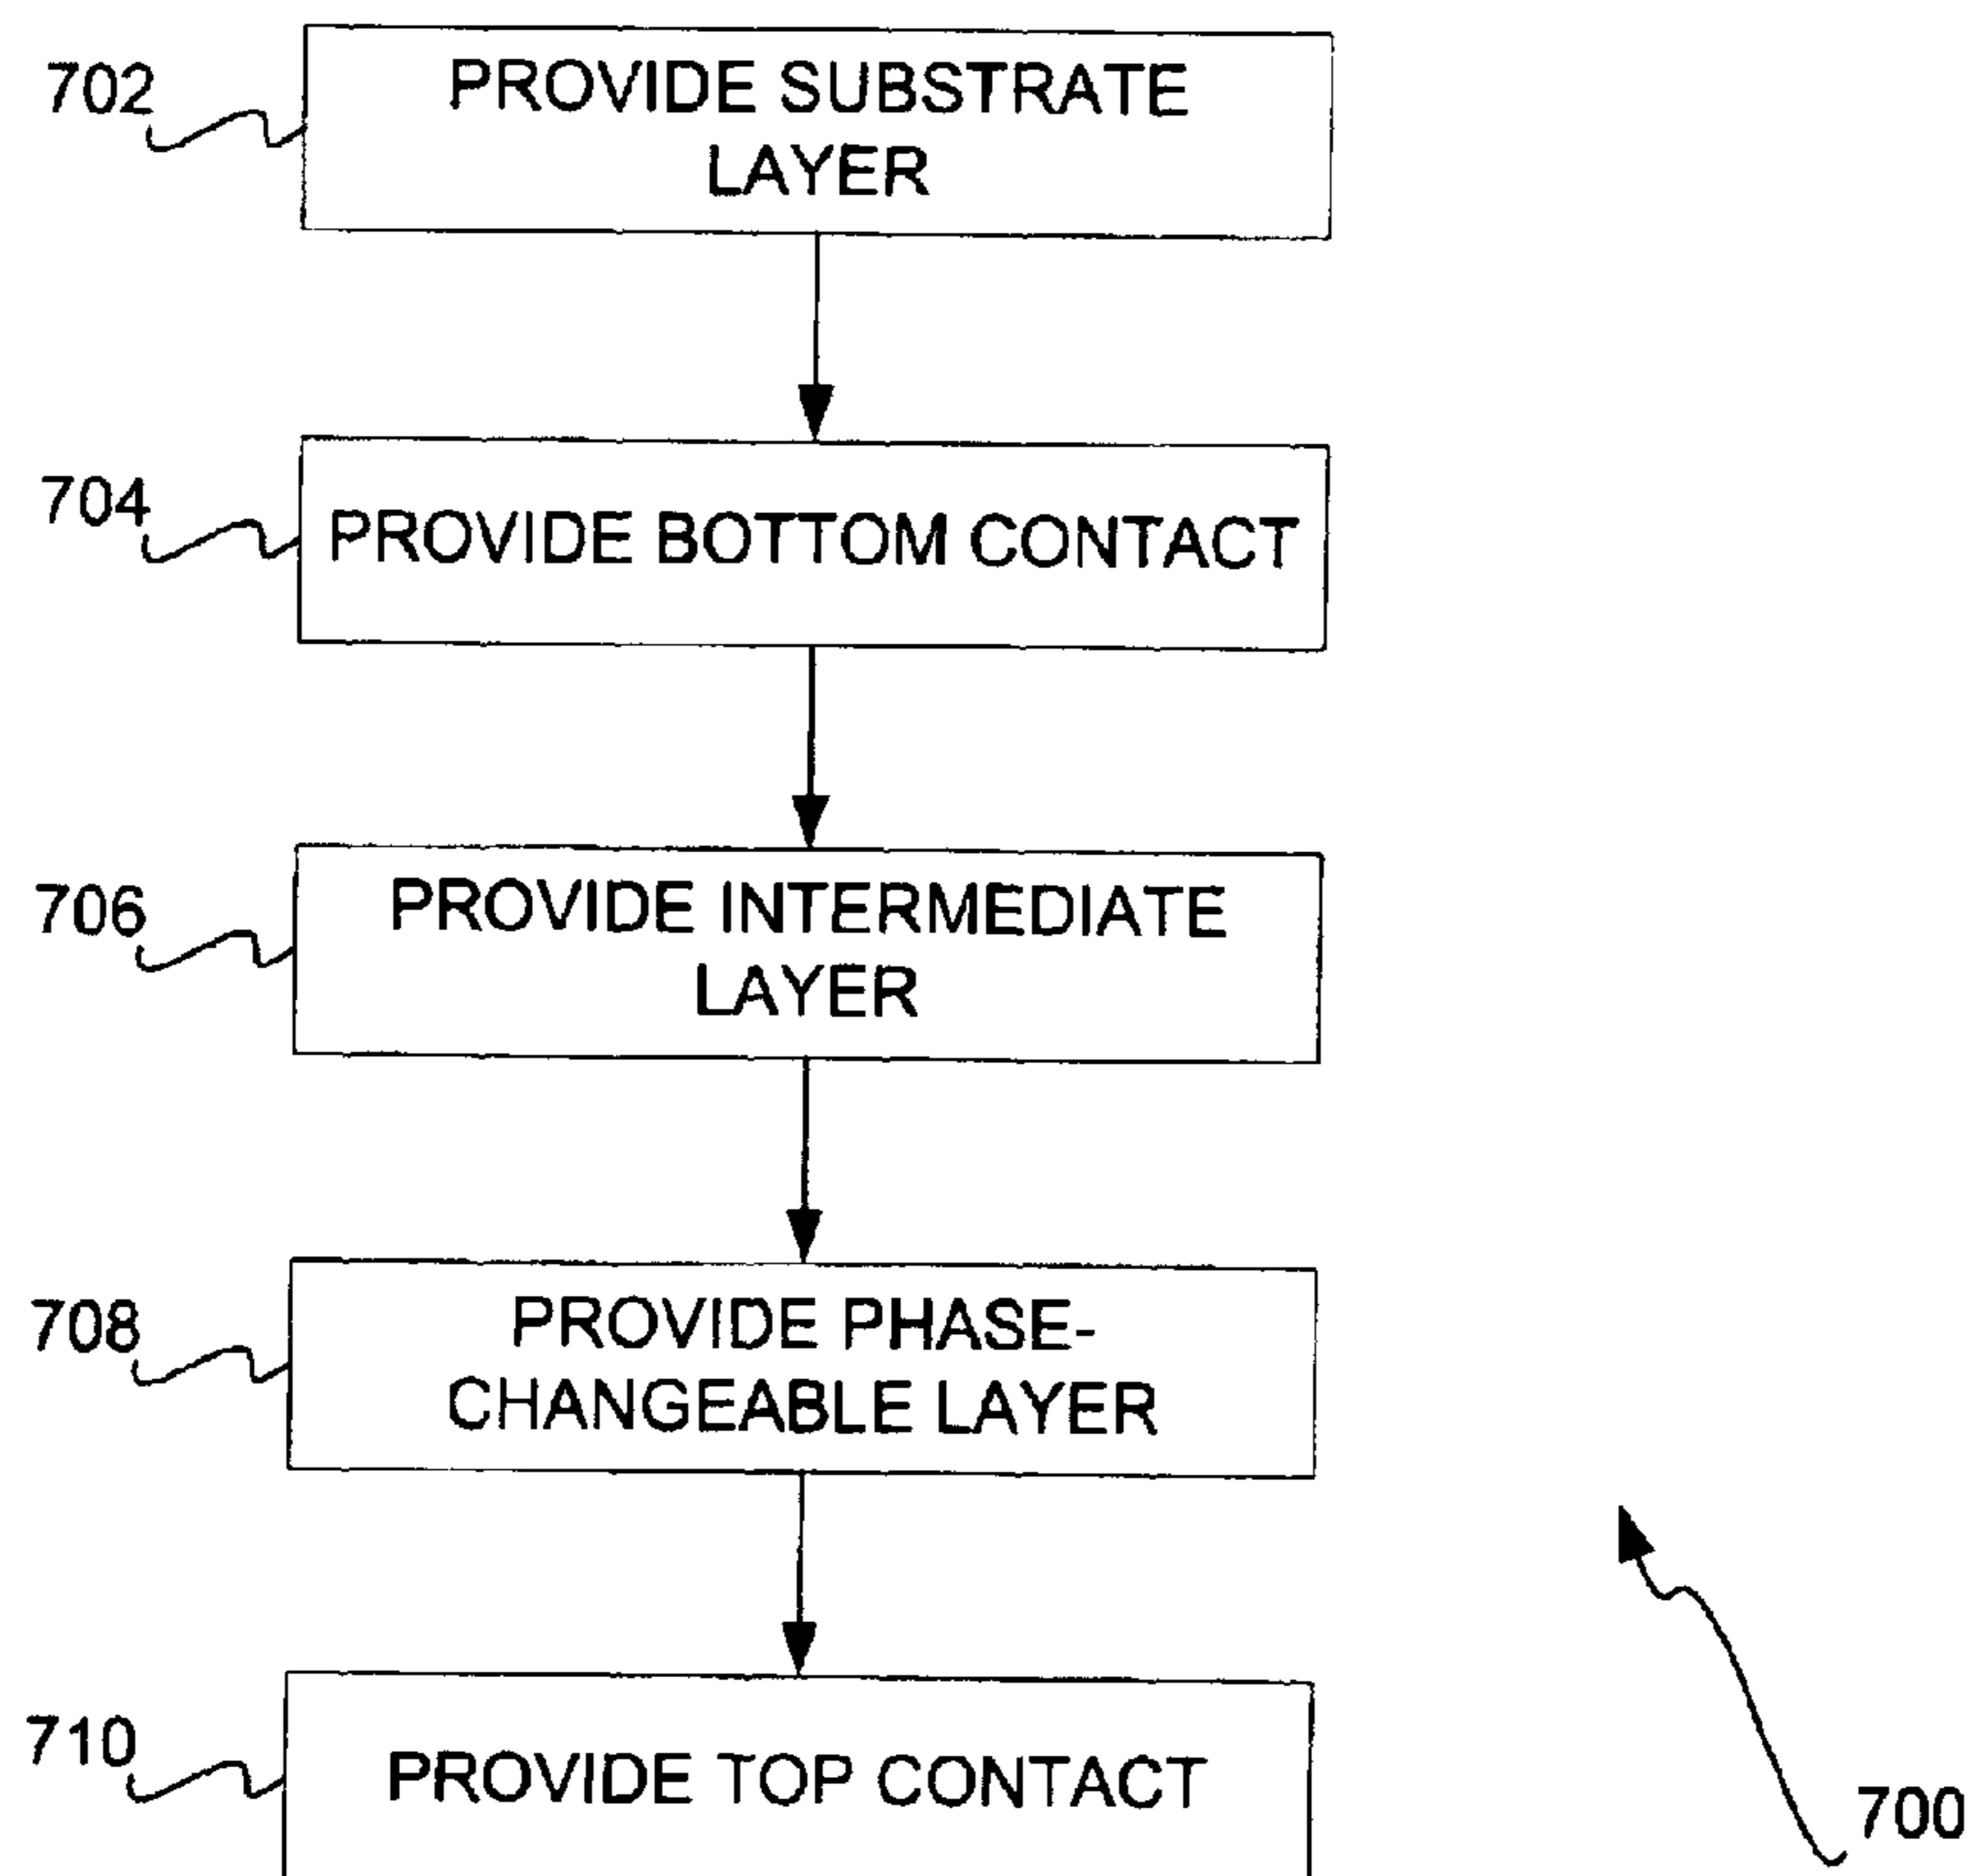 702
PROVIDE SUBSTRATE
LAYER
704
PROVIDE BOTTOM CONTACT
706
PROVIDE INTERMEDIATE
LAYER
708
PROVIDE PHASE-
CHANGEABLE LAYER
710
PROVIDE TOP CONTACT
700